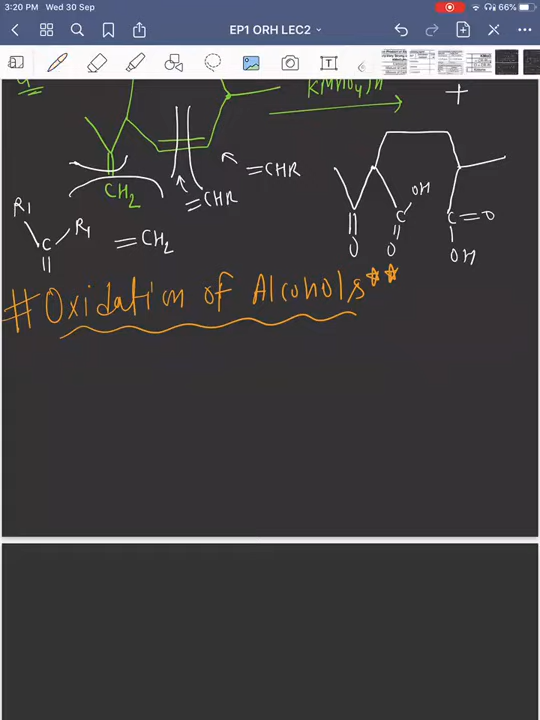 3:20 PM Wed 30 Sep
66%
EP1 ORH LEC2
T
KMnO4/H
+
CH2
=CHR
=CHR
OH
R1
R1
C
=CH2
C
O
O
C=O
OH
#Oxidation of Alcohols**